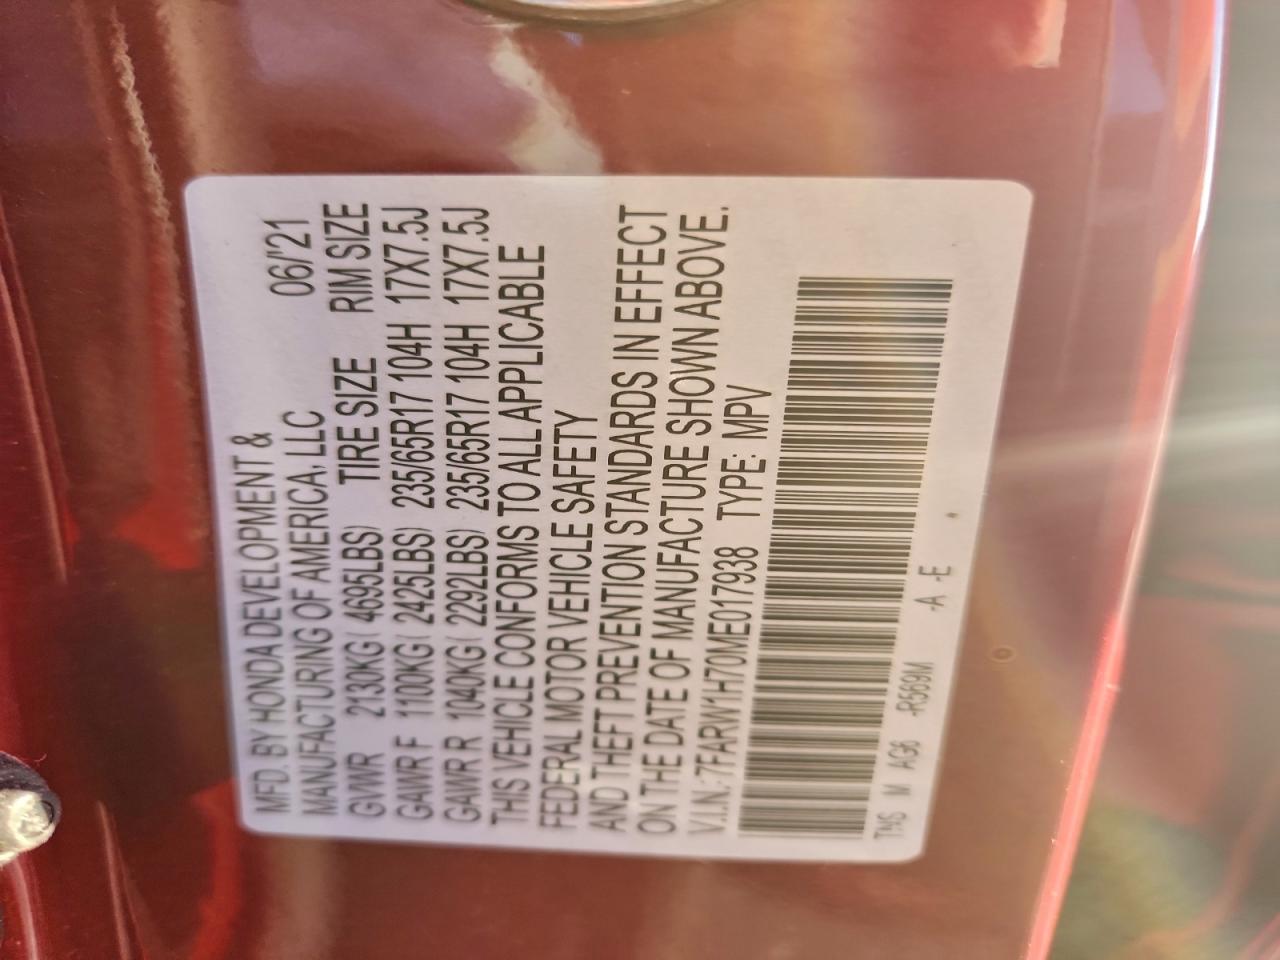 MFD. BY HONDA DEVELOPMENT &
MANUFACTURING OF AMERICA, LLC 06/'21
GVWR 2130KG( 4695LBS) TIRE SIZE RIM SIZE
GAWR F 1100KG( 2425LBS) 235/65R17 104H 17X7.5J
GAWR R 1040KG( 2292LBS) 235/65R17 104H 17X7.5J
THIS VEHICLE CONFORMS TO ALL APPLICABLE
FEDERAL MOTOR VEHICLE SAFETY
AND THEFT PREVENTION STANDARDS IN EFFECT
ON THE DATE OF MANUFACTURE SHOWN ABOVE.
V.I.N.:7FARW1H70ME017938 TYPE: MPV
TNS M AG6 -R569M -A -E *